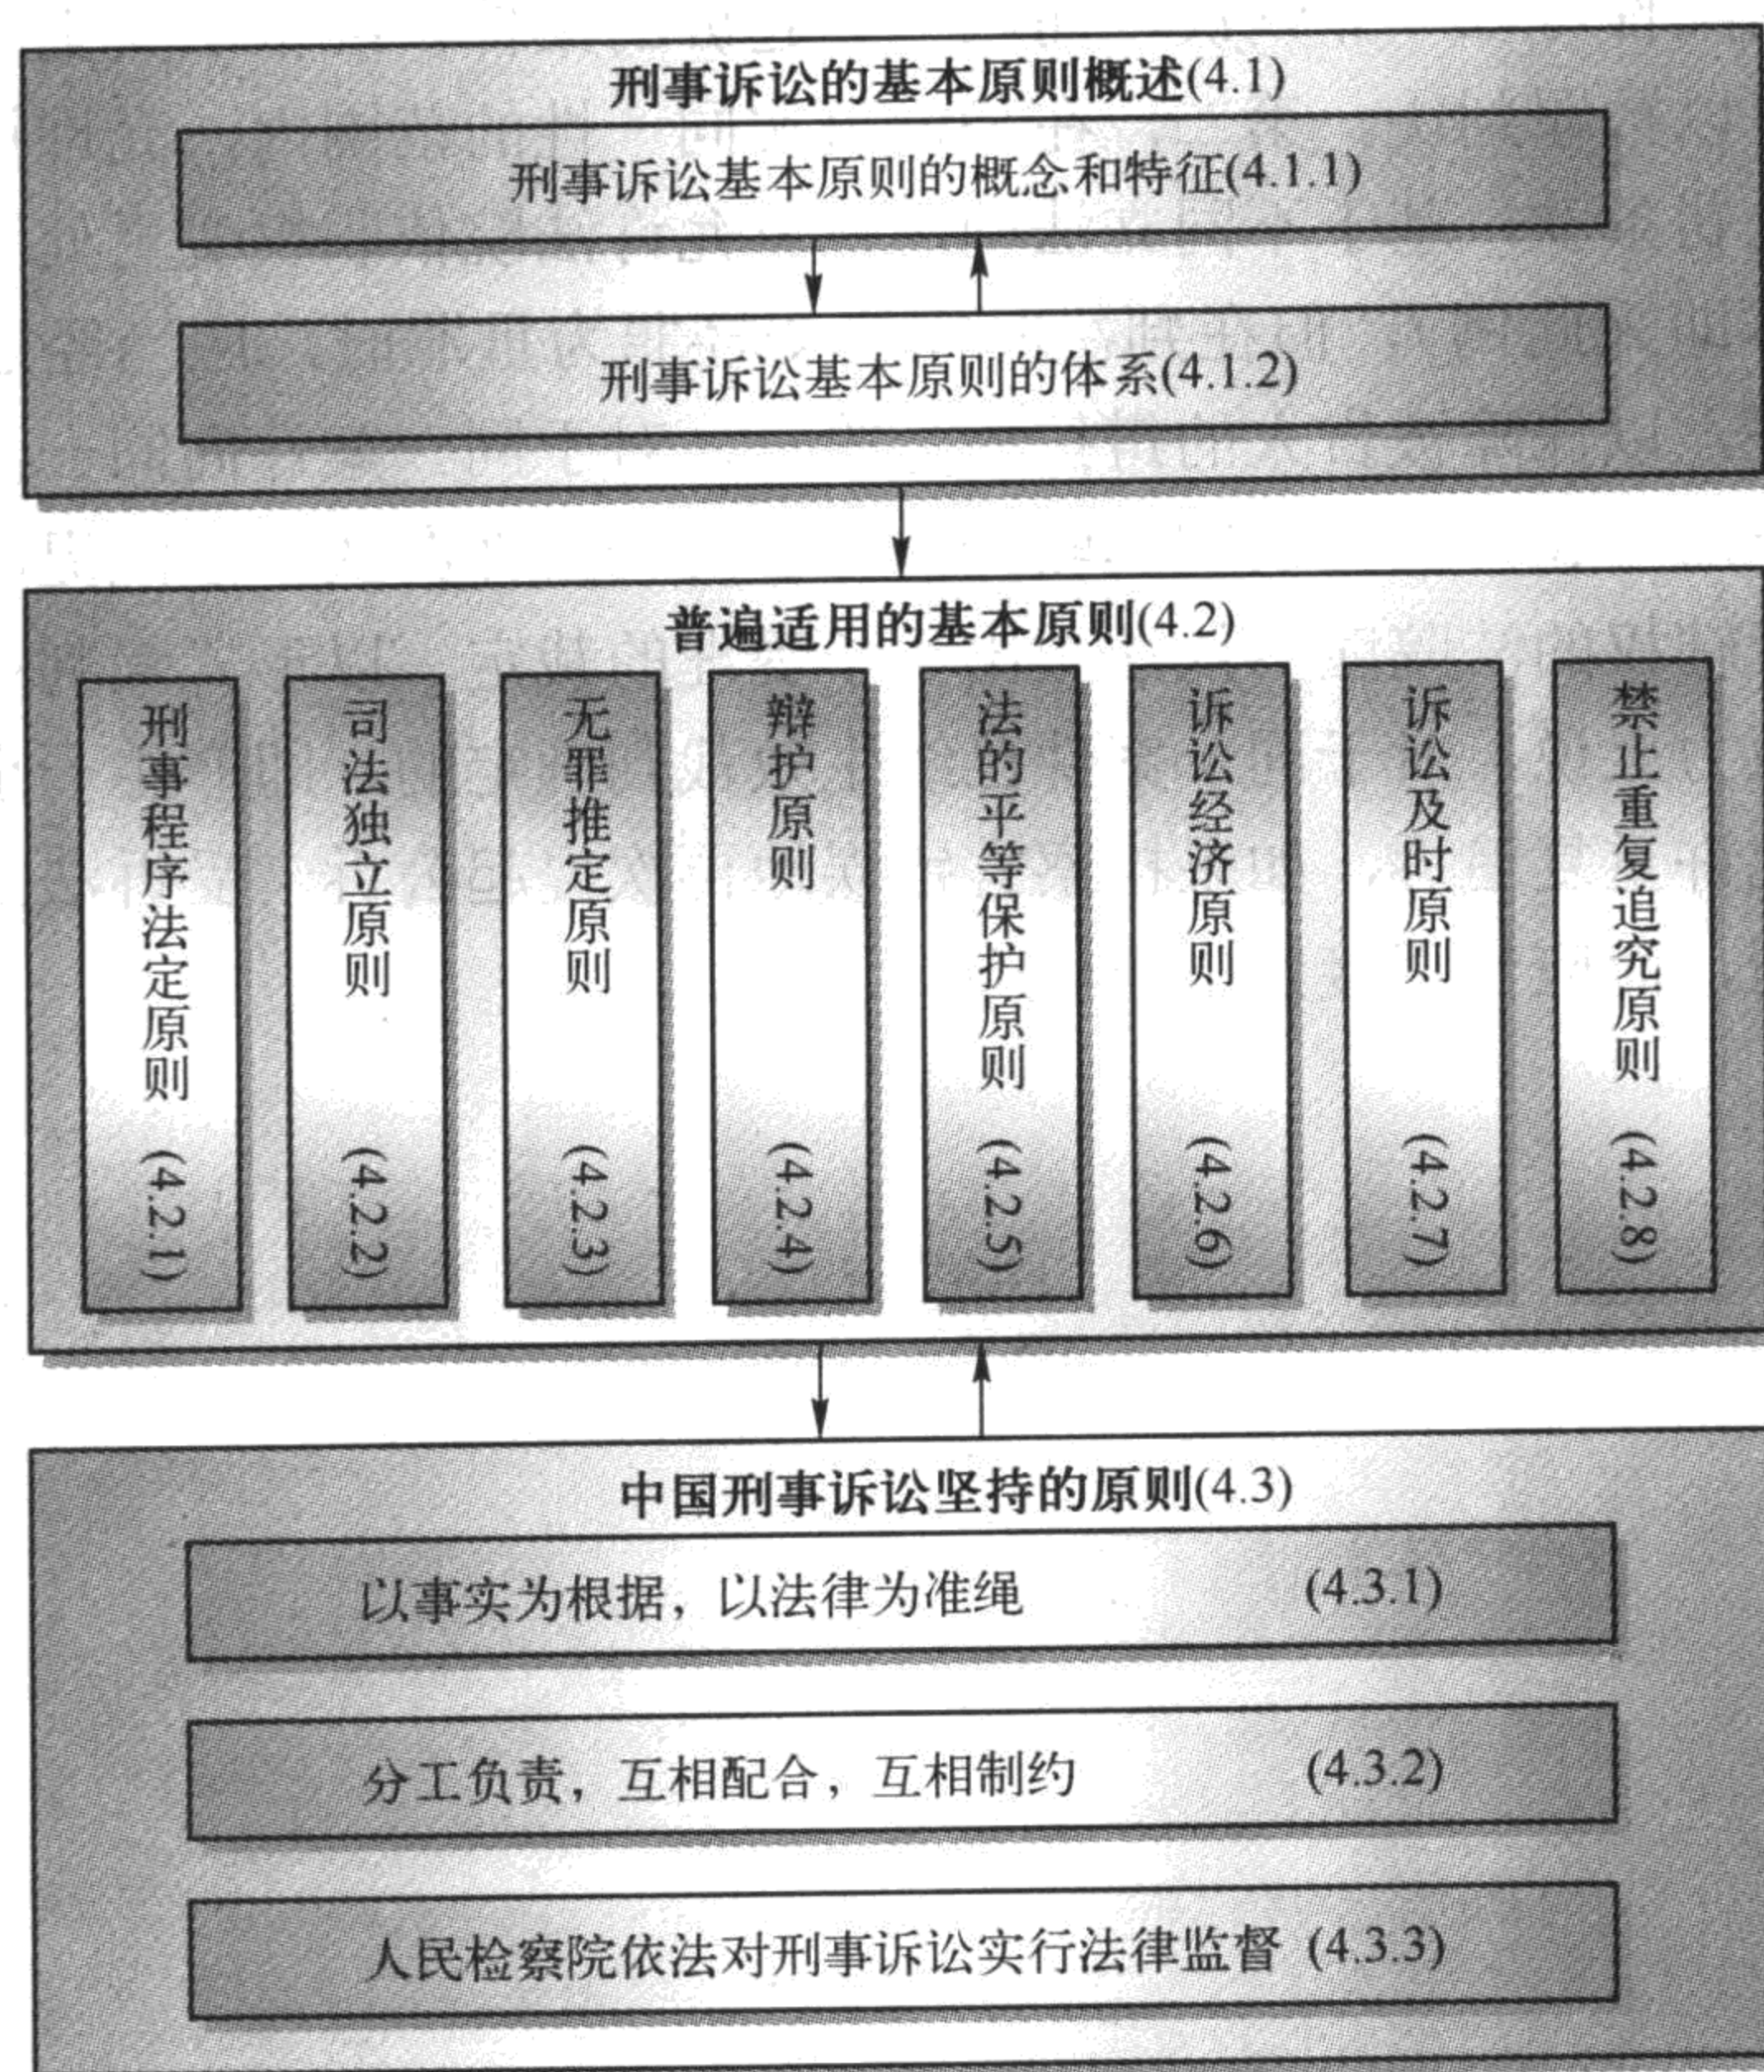 刑事诉讼的基本原则概述(4.1)
刑事诉讼基本原则的概念和特征(4.1.1)
刑事诉讼基本原则的体系(4.1.2)
普遍适用的基本原则(4.2)
刑事程序法定原则 (4.2.1)
司法独立原则 (4.2.2)
无罪推定原则 (4.2.3)
辩护原则 (4.2.4)
法的平等保护原则 (4.2.5)
诉讼经济原则 (4.2.6)
诉讼及时原则 (4.2.7)
禁止重复追究原则 (4.2.8)
中国刑事诉讼坚持的原则(4.3)
以事实为根据，以法律为准绳 (4.3.1)
分工负责，互相配合，互相制约 (4.3.2)
人民检察院依法对刑事诉讼实行法律监督 (4.3.3)